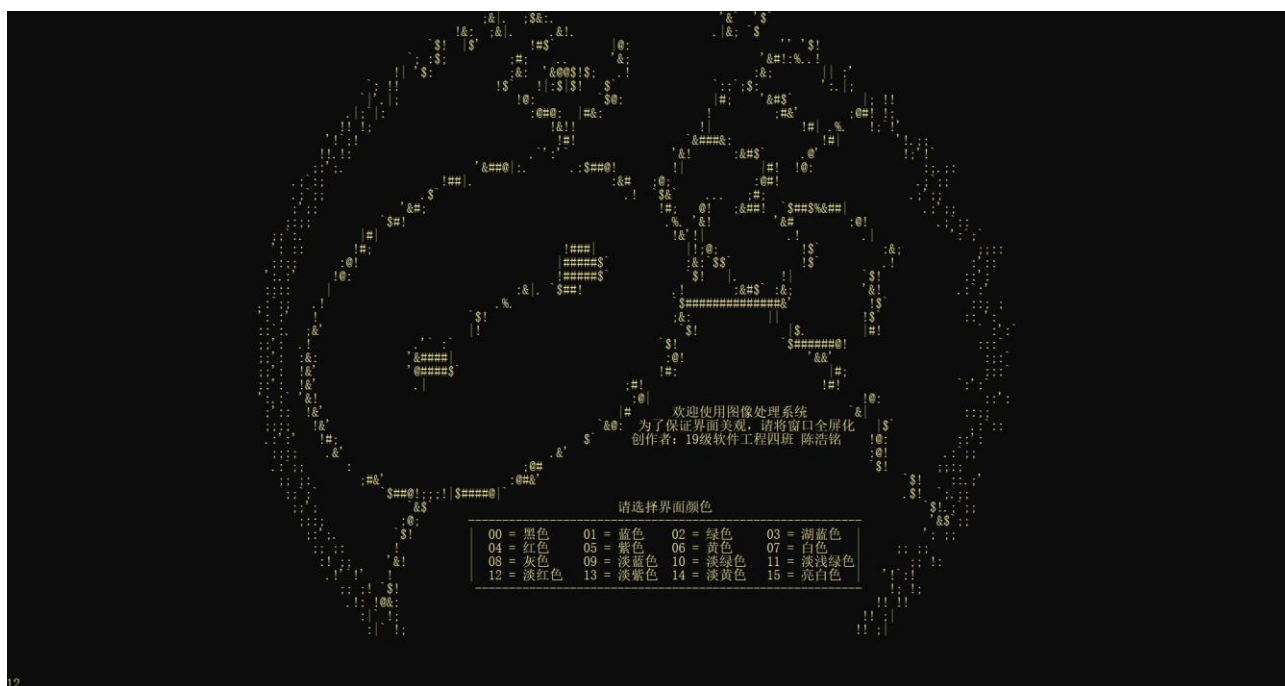 欢迎使用图像处理系统
为了保证界面美观，请将窗口全屏化
创作者：19级软件工程四班 陈浩铭
请选择界面颜色
00 = 黑色 01 = 蓝色 02 = 绿色 03 = 湖蓝色
04 = 红色 05 = 紫色 06 = 黄色 07 = 白色
08 = 灰色 09 = 淡蓝色 10 = 淡绿色 11 = 淡浅绿色
12 = 淡红色 13 = 淡紫色 14 = 淡黄色 15 = 亮白色
12